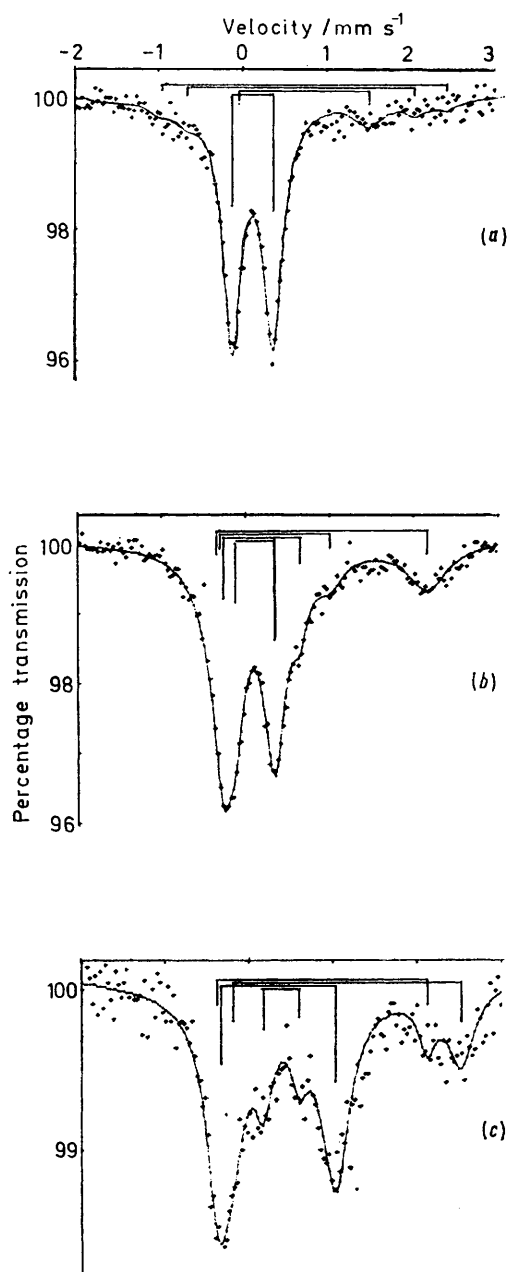 Velocity /mm s⁻¹
-2 -1 0 1 2 3
100
98
96
(a)
100
98
96
(b)
Percentage transmission
100
99
(c)